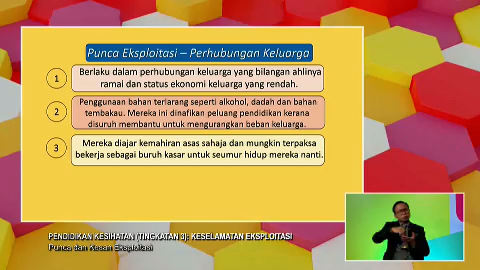 Punca Eksploitasi – Perhubungan Keluarga
1
Berlaku dalam perhubungan keluarga yang bilangan ahlinya
ramai dan status ekonomi keluarga yang rendah.
2
Penggunaan bahan terlarang seperti alkohol, dadah dan bahan
tembakau. Mereka ini dinafikan peluang pendidikan kerana
disuruh membantu untuk mengurangkan beban keluarga.
3
Mereka diajar kemahiran asas sahaja dan mungkin terpaksa
bekerja sebagai buruh kasar untuk seumur hidup mereka nanti.
PENDIDIKAN KESIHATAN (TINGKATAN 3): KESELAMATAN EKSPLOITASI
Punca dan Kesan Eksploitasi